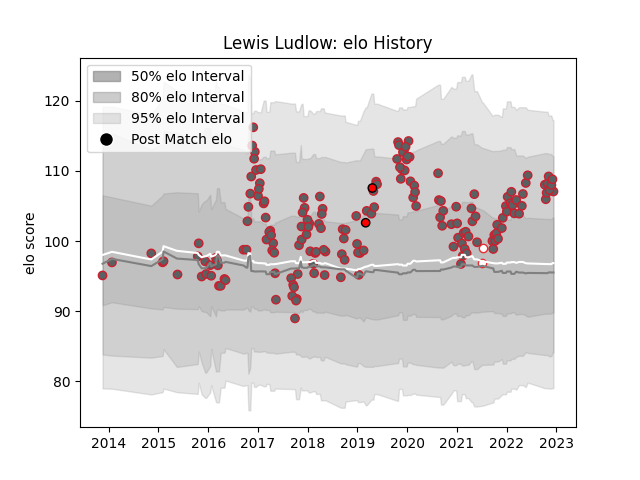 Lewis Ludlow: elo History
50% elo Interval
80% elo Interval
95% elo Interval
Post Match elo
elo score
120
110
100
90
80
2014 2015 2016 2017 2018 2019 2020 2021 2022 2023